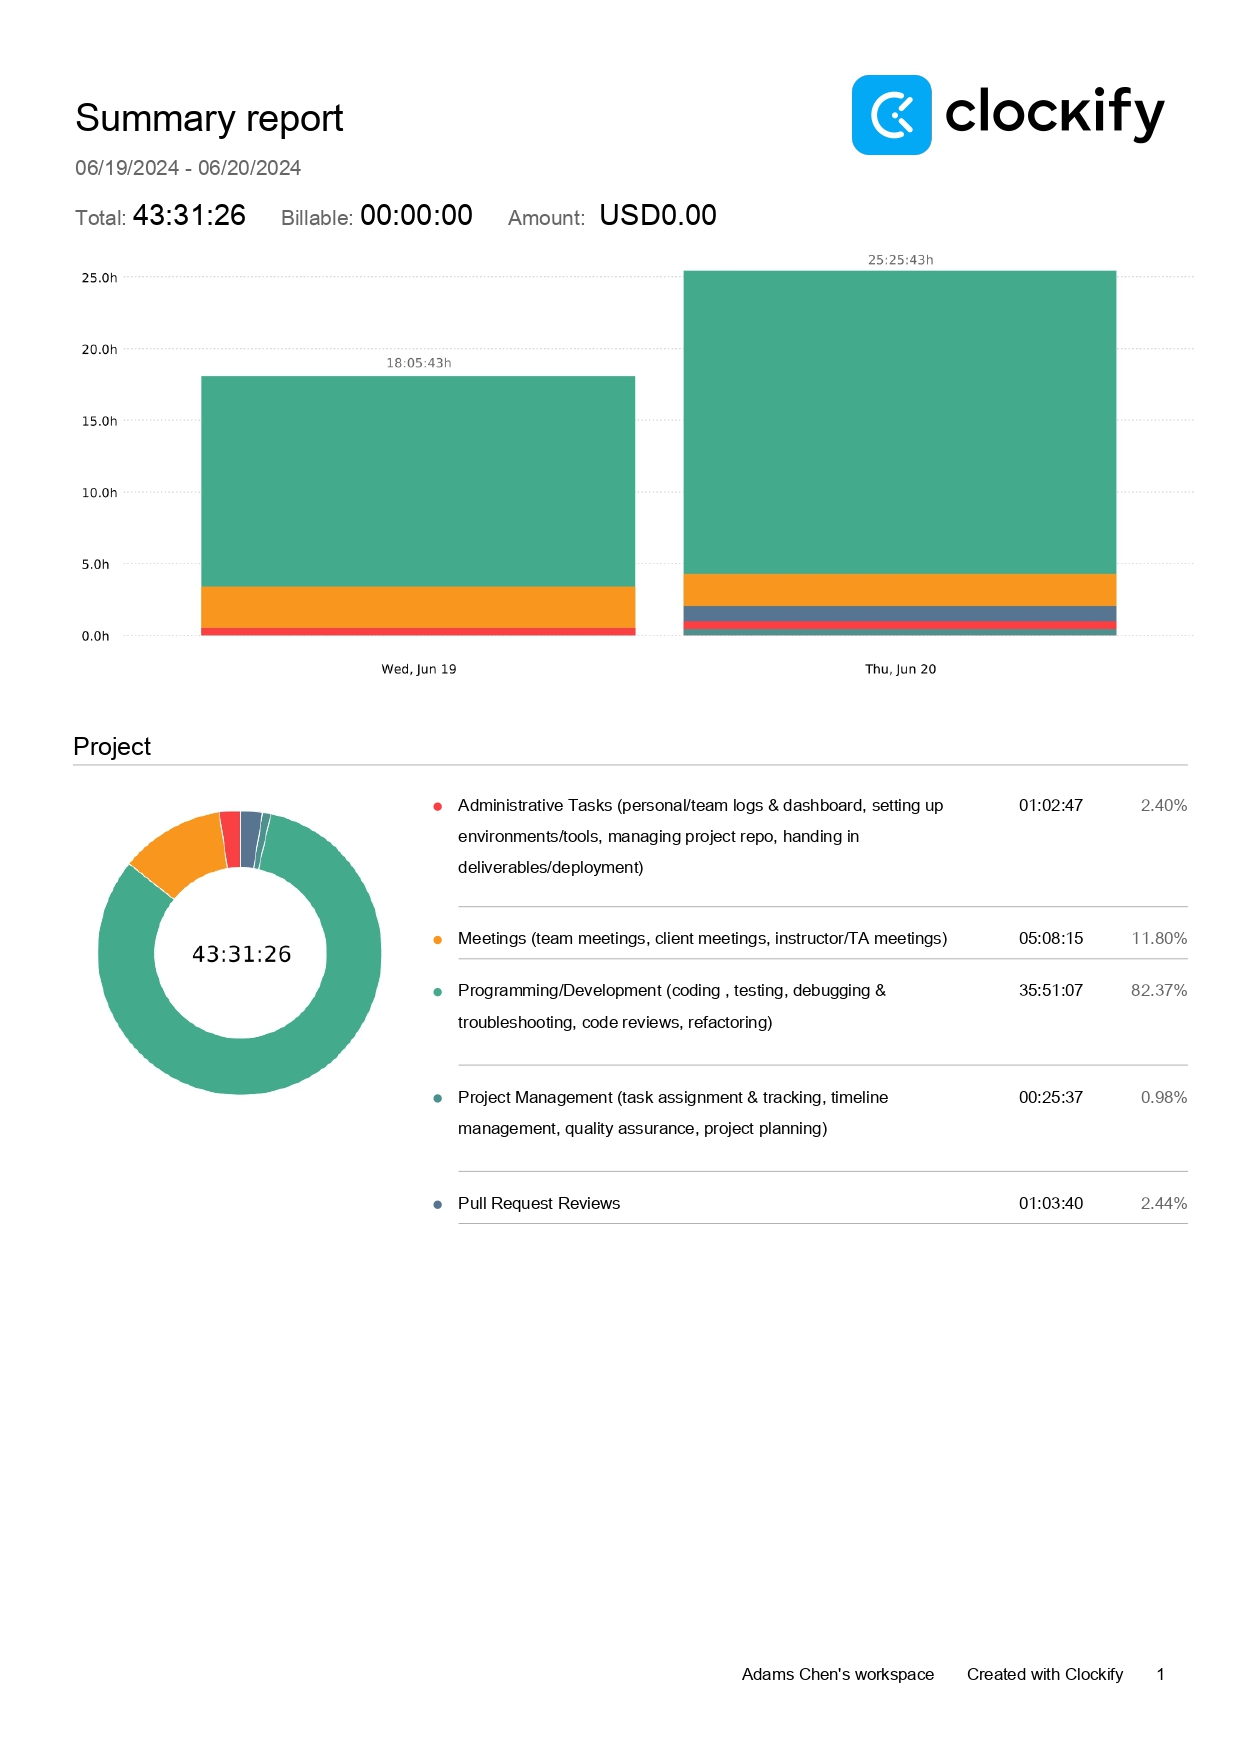 Summary report
clockify
06/19/2024 - 06/20/2024
Total: 43:31:26 Billable: 00:00:00 Amount: USD0.00
25:25:43h
25.0h
20.0h
18:05:43h
15.0h
10.0h
5.0h
0.0h
Wed, Jun 19 Thu, Jun 20
Project
Administrative Tasks (personal/team logs & dashboard, setting up 01:02:47 2.40%
environments/tools, managing project repo, handing in
deliverables/deployment)
Meetings (team meetings, client meetings, instructor/TA meetings) 05:08:15 11.80%
43:31:26
Programming/Development (coding , testing, debugging & 35:51:07 82.37%
troubleshooting, code reviews, refactoring)
Project Management (task assignment & tracking, timeline 00:25:37 0.98%
management, quality assurance, project planning)
Pull Request Reviews 01:03:40 2.44%
Adams Chen's workspace Created with Clockify 1